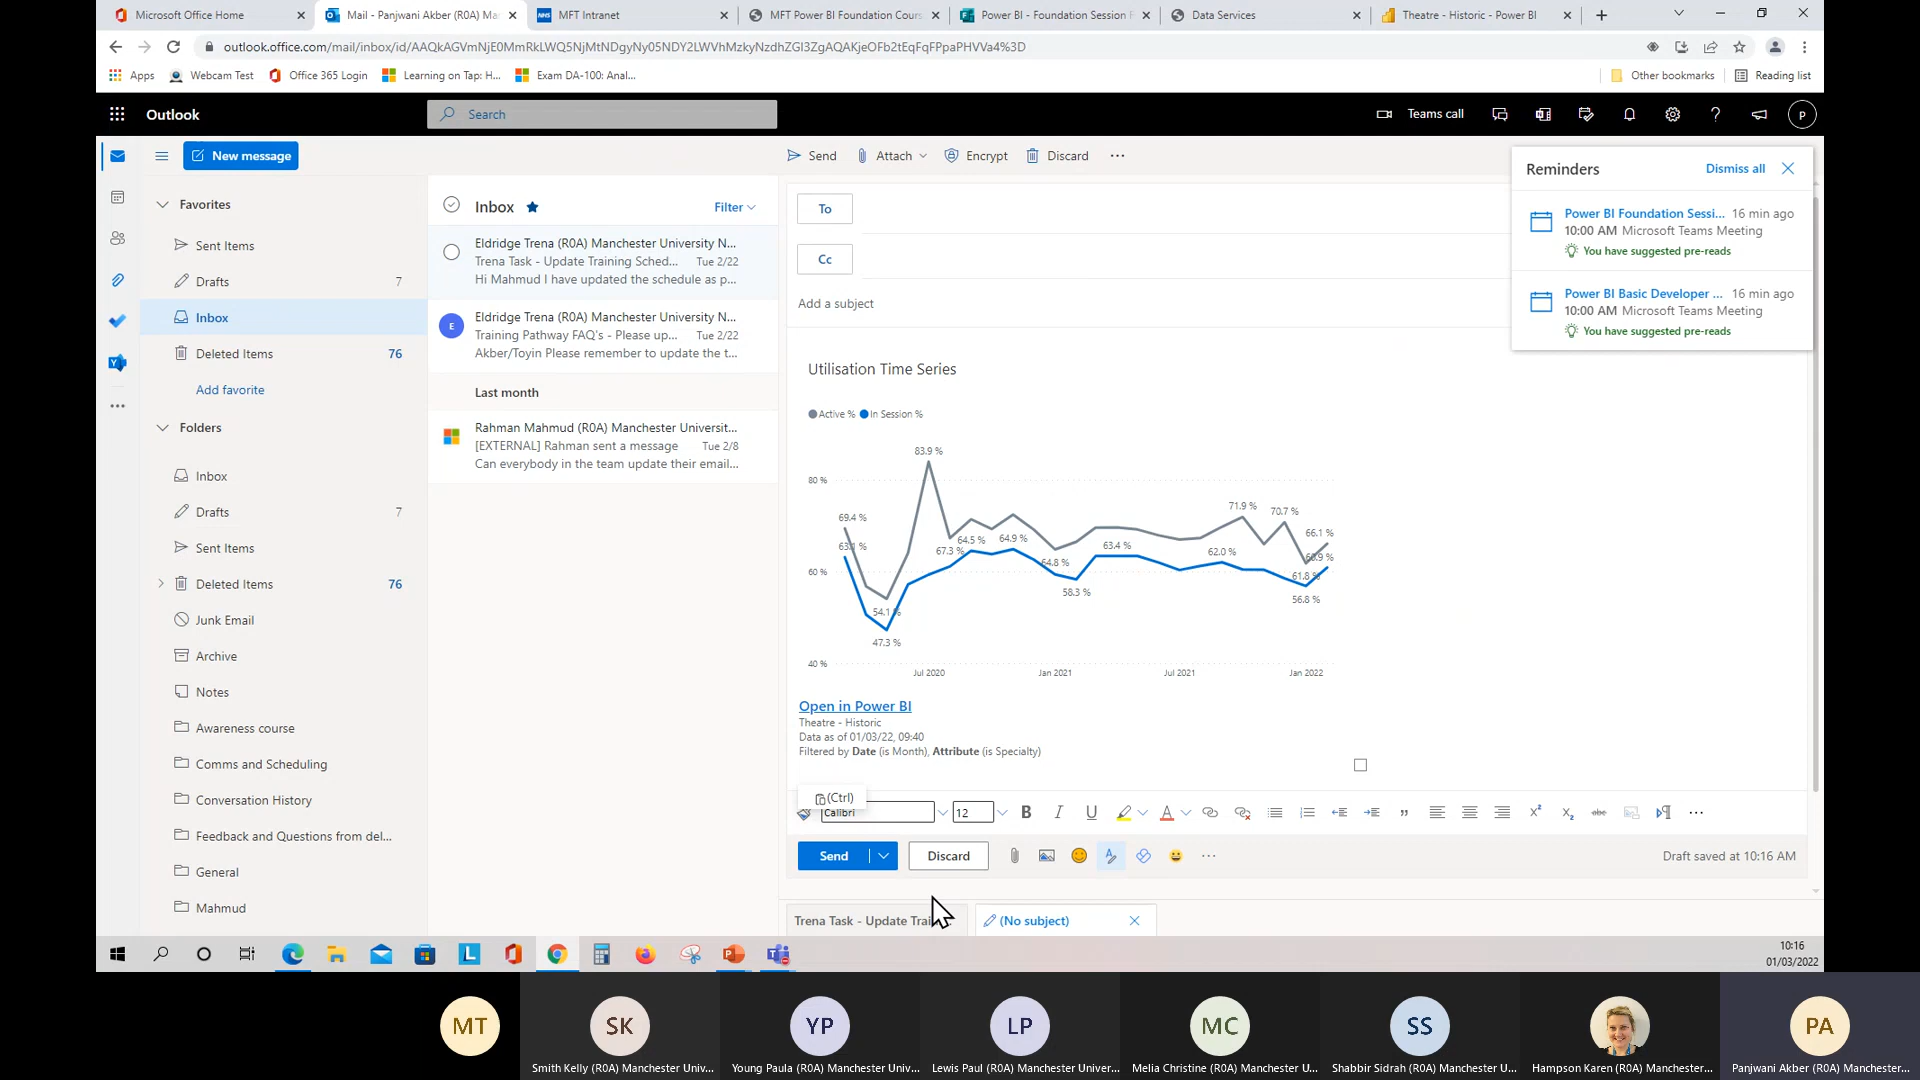 Microsoft Office Home
Mail - Panjwani Akber (R0A) Ma
MFT Intranet
MFT Power BI Foundation Cours
Power BI - Foundation Session F
Data Services
Theatre - Historic - Power BI
outlook.office.com/mail/inbox/id/AAQkAGVmNjE0MmRkLWQ5NjMtNDgyNy05NDY2LWVhMzkyNzdhZGI3ZgAQAKjeOFb2tEqFqFPpaPHVVa4%3D
Apps
Webcam Test
Office 365 Login
Learning on Tap: H...
Exam DA-100: Anal...
Other bookmarks
Reading list
Outlook
Search
Teams call
P
New message
Send
Attach
Encrypt
Discard
Favorites
Sent Items
Drafts 7
Inbox
Deleted Items 76
Add favorite
Folders
Inbox
Drafts 7
Sent Items
Deleted Items 76
Junk Email
Archive
Notes
Awareness course
Comms and Scheduling
Conversation History
Feedback and Questions from del...
General
Mahmud
Inbox
Filter
Eldridge Trena (R0A) Manchester University N...
Trena Task - Update Training Sched... Tue 2/22
Hi Mahmud I have updated the schedule as p...
E
Eldridge Trena (R0A) Manchester University N...
Training Pathway FAQ's - Please up... Tue 2/22
Akber/Toyin Please remember to update the t...
Last month
Rahman Mahmud (R0A) Manchester Universit...
[EXTERNAL] Rahman sent a message Tue 2/8
Can everybody in the team update their email...
To
Cc
Add a subject
Reminders
Dismiss all
Power BI Foundation Sessi... 16 min ago
10:00 AM Microsoft Teams Meeting
You have suggested pre-reads
Power BI Basic Developer ... 16 min ago
10:00 AM Microsoft Teams Meeting
You have suggested pre-reads
Utilisation Time Series
Active % In Session %
83.9 %
80 %
69.4 %
63.1 %
67.3 %
64.5 %
64.9 %
64.8 %
63.4 %
62.0 %
71.9 %
70.7 %
66.1 %
60.9 %
61.8 %
60 %
58.3 %
56.8 %
54.1 %
47.3 %
40 %
Jul 2020
Jan 2021
Jul 2021
Jan 2022
Open in Power BI
Theatre - Historic
Data as of 01/03/22, 09:40
Filtered by Date (is Month), Attribute (is Specialty)
(Ctrl)
Calibri
12
B I U
Send
Discard
Draft saved at 10:16 AM
Trena Task - Update Trai
(No subject)
10:16
01/03/2022
MT
SK
YP
LP
MC
SS
PA
Smith Kelly (R0A) Manchester Univ...
Young Paula (R0A) Manchester Univ...
Lewis Paul (R0A) Manchester Univer...
Melia Christine (R0A) Manchester U...
Shabbir Sidrah (R0A) Manchester U...
Hampson Karen (R0A) Manchester...
Panjwani Akber (R0A) Manchester...